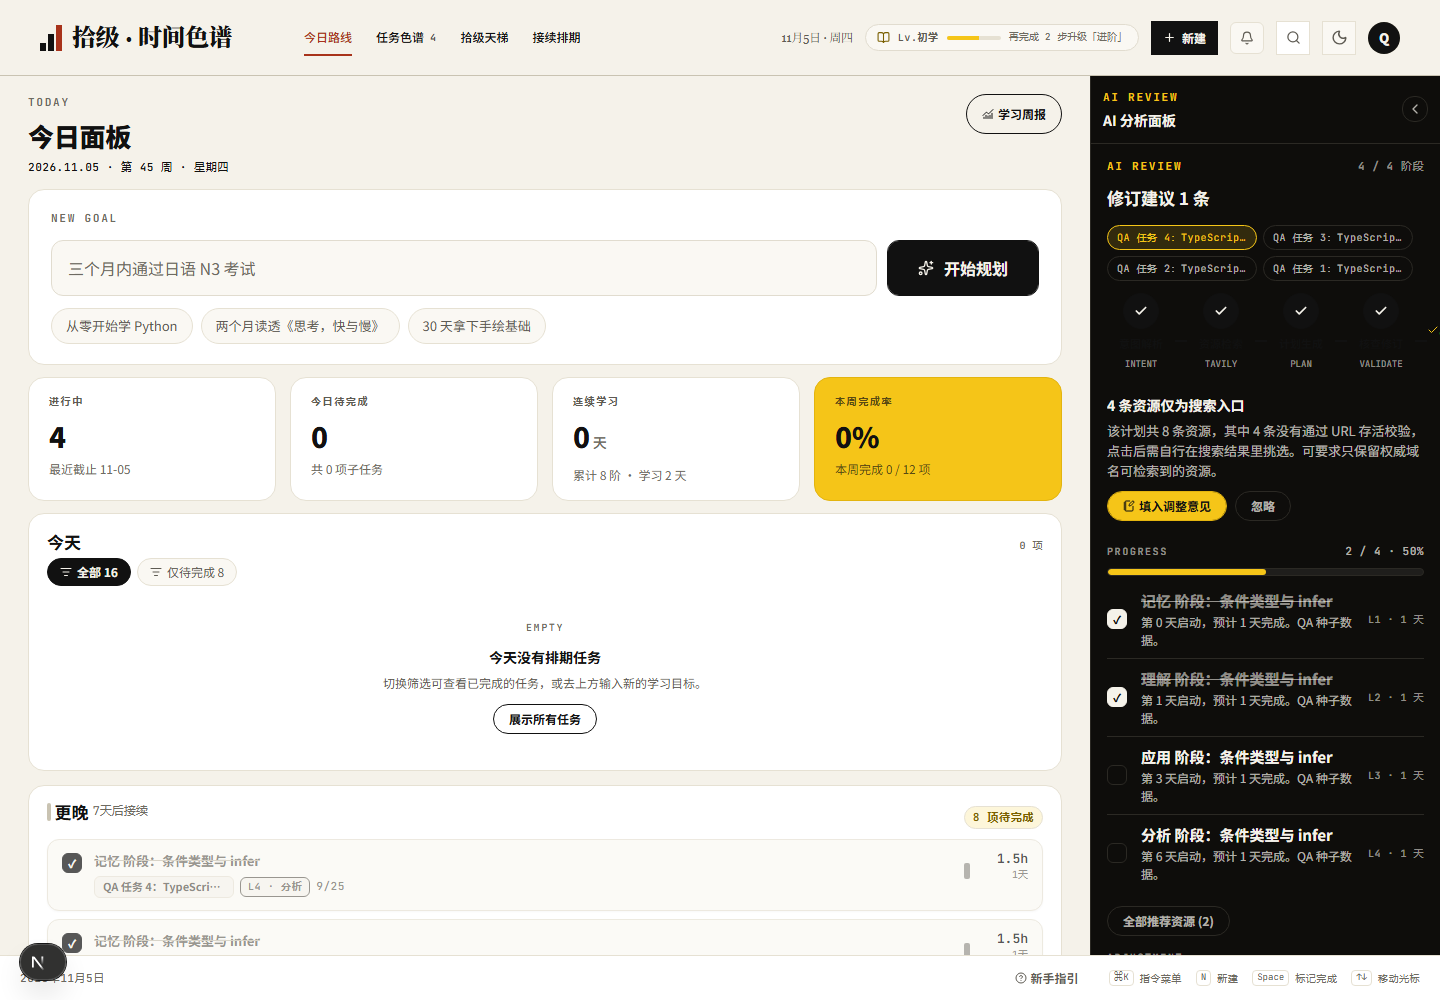 拾级 · 时间色谱
今日路线
任务色谱 4
拾级天梯
接续排期
11月5日 · 周四
Lv.初学
再完成 2 步升级「进阶」
新建
Q
TODAY
今日面板
2026.11.05 · 第 45 周 · 星期四
学习周报
NEW GOAL
三个月内通过日语 N3 考试
开始规划
从零开始学 Python
两个月读透《思考，快与慢》
30 天拿下手绘基础
进行中
4
最近截止 11-05
今日待完成
0
共 0 项子任务
连续学习
0 天
累计 8 阶 · 学习 2 天
本周完成率
0%
本周完成 0 / 12 项
今天
0 项
全部 16
仅待完成 8
EMPTY
今天没有排期任务
切换筛选可查看已完成的任务，或去上方输入新的学习目标。
展示所有任务
更晚 7天后接续
8 项待完成
记忆 阶段：条件类型与 infer
1.5h
QA 任务 4：TypeScri···
L4 · 分析
9/25
1天
记忆 阶段：条件类型与 infer
1.5h
AI REVIEW
AI 分析面板
AI REVIEW
4 / 4 阶段
修订建议 1 条
QA 任务 4：TypeScrip…
QA 任务 3：TypeScrip…
QA 任务 2：TypeScrip…
QA 任务 1：TypeScrip…
INTENT
TAVILY
PLAN
VALIDATE
4 条资源仅为搜索入口
该计划共 8 条资源，其中 4 条没有通过 URL 存活校验，
点击后需自行在搜索结果里挑选。可要求只保留权威域
名可检索到的资源。
填入调整意见
忽略
PROGRESS
2 / 4 · 50%
记忆 阶段：条件类型与 infer
第 0 天启动，预计 1 天完成。QA 种子数
据。
L1 · 1 天
理解 阶段：条件类型与 infer
第 1 天启动，预计 1 天完成。QA 种子数
据。
L2 · 1 天
应用 阶段：条件类型与 infer
第 3 天启动，预计 1 天完成。QA 种子数
据。
L3 · 1 天
分析 阶段：条件类型与 infer
第 6 天启动，预计 1 天完成。QA 种子数
据。
L4 · 1 天
全部推荐资源 (2)
N
11月5日
新手指引
⌘K 指令菜单
N 新建
Space 标记完成
↑↓ 移动光标